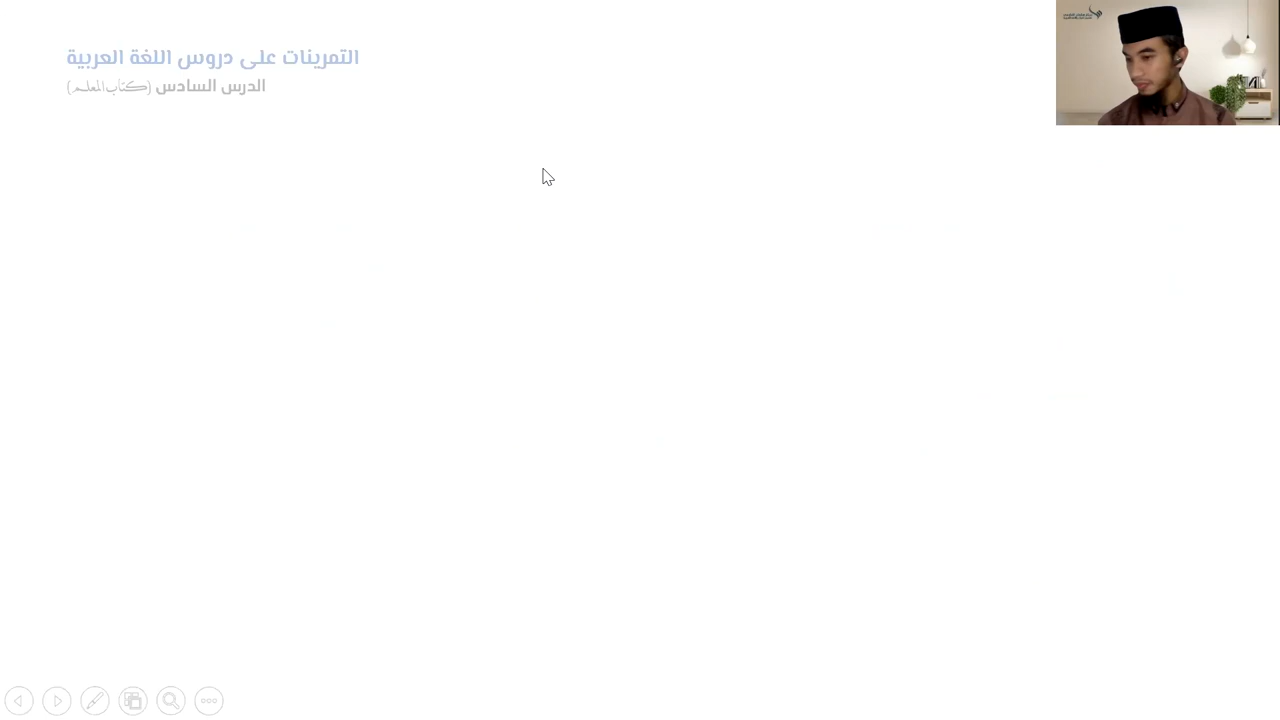 التمرينات على دروس اللغة العربية
الدرس السادس (كتاب المعلم)